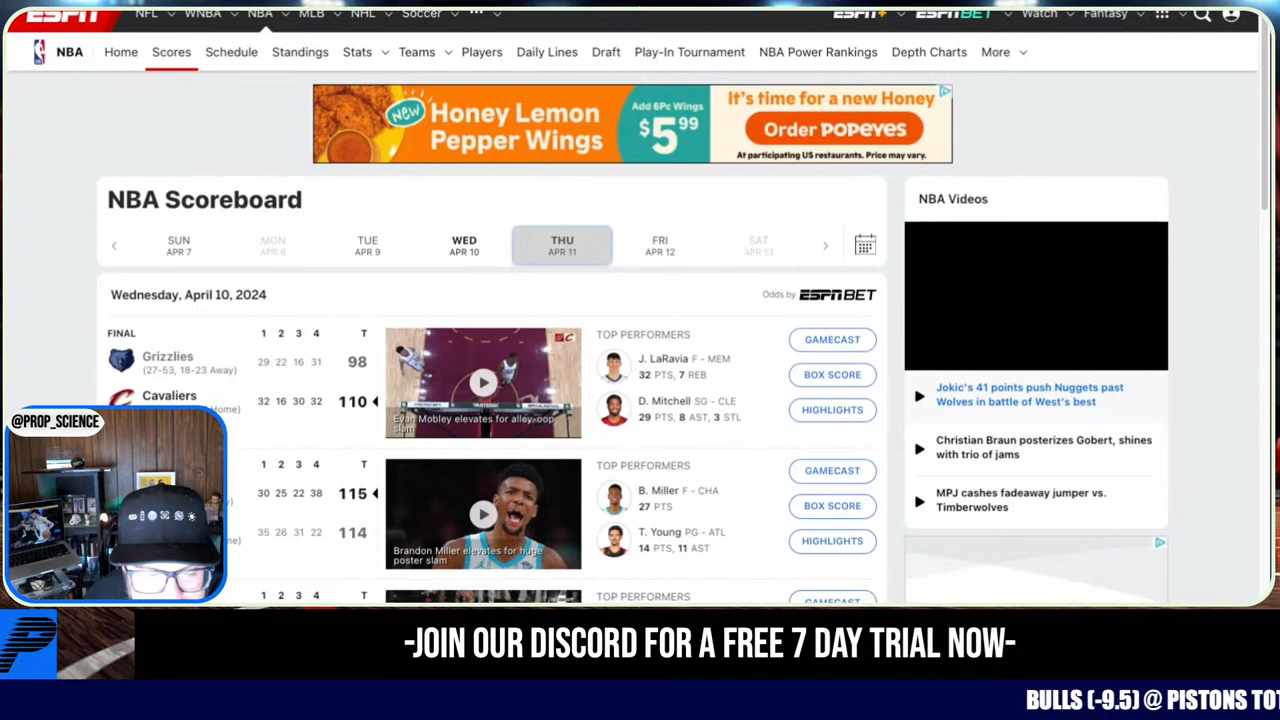 ESPN NFL WNBA NBA MLB NHL Soccer ESPN+ ESPN BET Watch Fantasy
NBA Home Scores Schedule Standings Stats Teams Players Daily Lines Draft Play-In Tournament NBA Power Rankings Depth Charts More
NEW Honey Lemon Pepper Wings
Add 6Pc Wings
$5.99
It's time for a new Honey
Order POPEYES
At participating US restaurants. Price may vary.
NBA Scoreboard
SUN APR 7
MON APR 8
TUE APR 9
WED APR 10
THU APR 11
FRI APR 12
SAT APR 13
Wednesday, April 10, 2024
Odds by ESPN BET
FINAL 1 2 3 4 T
Grizzlies 29 22 16 31 98
(27-53, 18-23 Away)
Cavaliers 32 16 30 32 110
ome)
Evan Mobley elevates for alley-oop slam
TOP PERFORMERS
J. LaRavia F - MEM
32 PTS, 7 REB
D. Mitchell SG - CLE
29 PTS, 8 AST, 3 STL
GAMECAST
BOX SCORE
HIGHLIGHTS
1 2 3 4 T
30 25 22 38 115
35 26 31 22 114
Brandon Miller elevates for huge poster slam
TOP PERFORMERS
B. Miller F - CHA
27 PTS
T. Young PG - ATL
14 PTS, 11 AST
GAMECAST
BOX SCORE
HIGHLIGHTS
1 2 3 4 T
TOP PERFORMERS
GAMECAST
NBA Videos
Jokic's 41 points push Nuggets past Wolves in battle of West's best
Christian Braun posterizes Gobert, shines with trio of jams
MPJ cashes fadeaway jumper vs. Timberwolves
@PROP_SCIENCE
-JOIN OUR DISCORD FOR A FREE 7 DAY TRIAL NOW-
BULLS (-9.5) @ PISTONS TOT